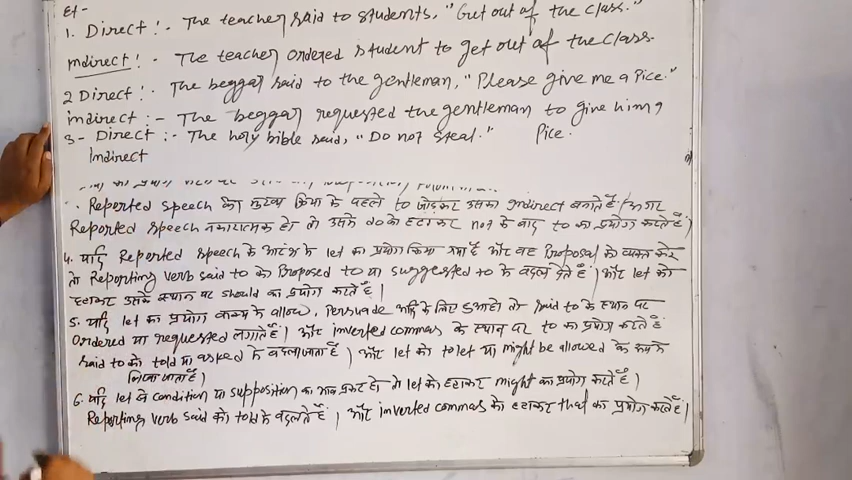 Ex -
1. Direct :- The teacher said to students, "Get out of the class."
indirect :- The teacher ordered student to get out of the class.
2 Direct :- The beggar said to the gentleman, "Please give me a Pice."
indirect :- The beggar requested the gentleman to give him a
Pice.
3- Direct :- The holy bible said, "Do not steal."
Indirect
Reported speech की मुख्य क्रिया के पहले to जोड़कर उसका Indirect बनाते हैं। अगर
Reported speech नकारात्मक हो तो उसके do को हटाकर not के बाद to का प्रयोग करते हैं।
4. यदि Reported speech के आरंभ में let का प्रयोग किया गया है और वह Proposal को व्यक्त करे
तो Reporting verb said to को Proposed to या suggested to में बदल देते हैं। और let को
हटाकर उसके स्थान पर should का प्रयोग करते हैं।
5. यदि let का प्रयोग वाक्य में allow, Persuade आदि के लिए हुआ हो तो said to के स्थान पर
Ordered या requested लगाते हैं। और inverted commas के स्थान पर to का प्रयोग करते हैं
said to को told या asked में बदला जाता है। और let को to let या might be allowed के रूप में
लिखा जाता है।
6. यदि let से condition या supposition का भाव प्रकट हो तो let को हटाकर might का प्रयोग करते हैं।
Reporting verb said को told में बदलते हैं। और inverted commas को हटाकर that का प्रयोग करते हैं।